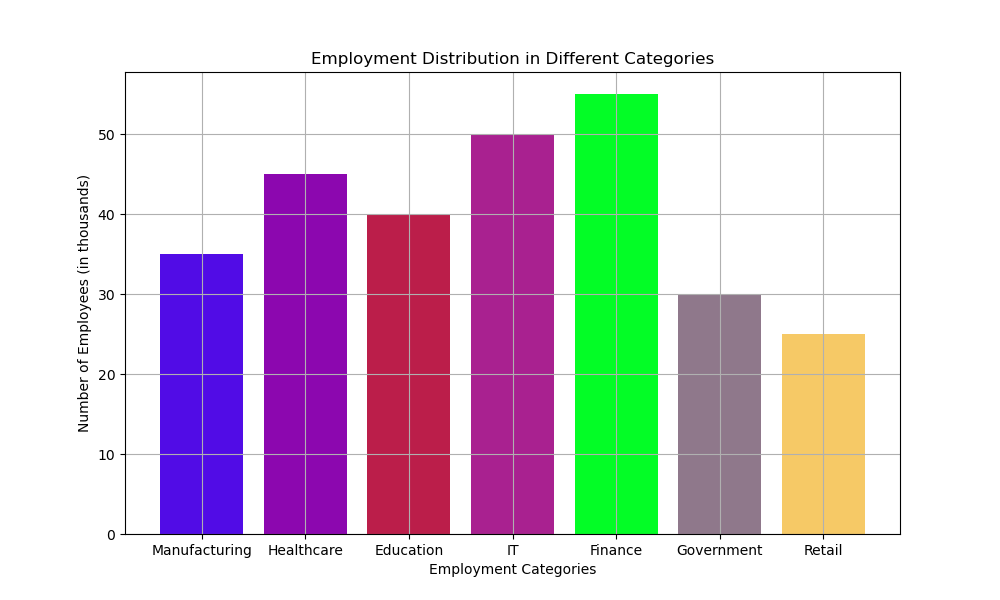 Employment Distribution in Different Categories
Number of Employees (in thousands)
50
40
30
20
10
0
Manufacturing Healthcare Education IT Finance Government Retail
Employment Categories